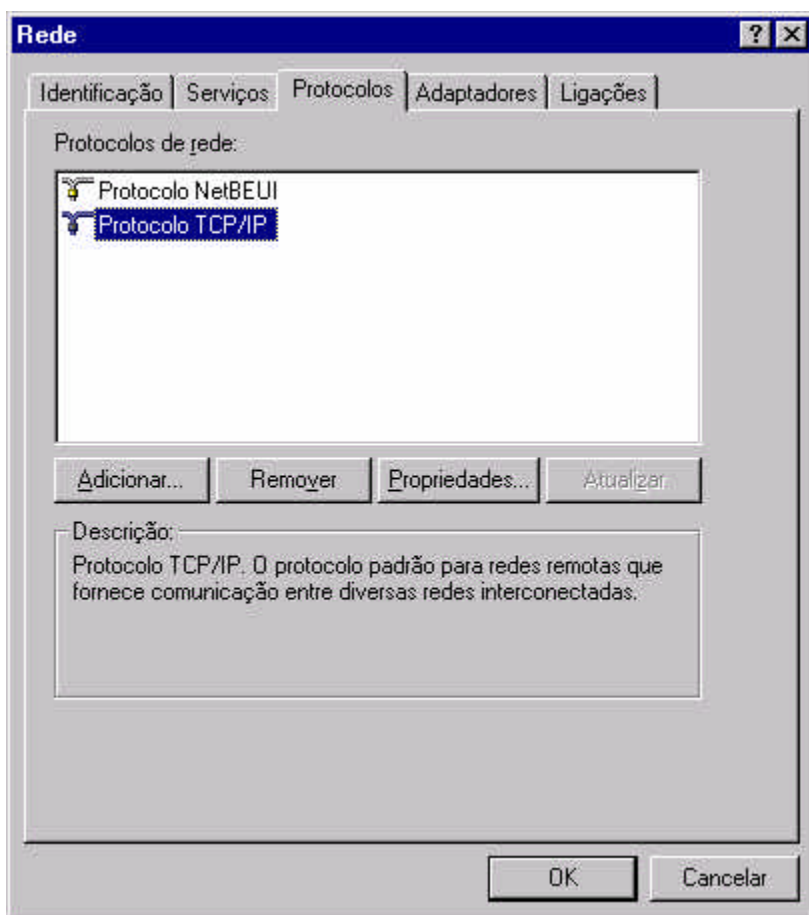 Rede
Identificação Serviços Protocolos Adaptadores Ligações
Protocolos de rede:
Protocolo NetBEUI
Protocolo TCP/IP
Adicionar... Remover Propriedades... Atualizar
Descrição:
Protocolo TCP/IP. O protocolo padrão para redes remotas que
fornece comunicação entre diversas redes interconectadas.
OK Cancelar